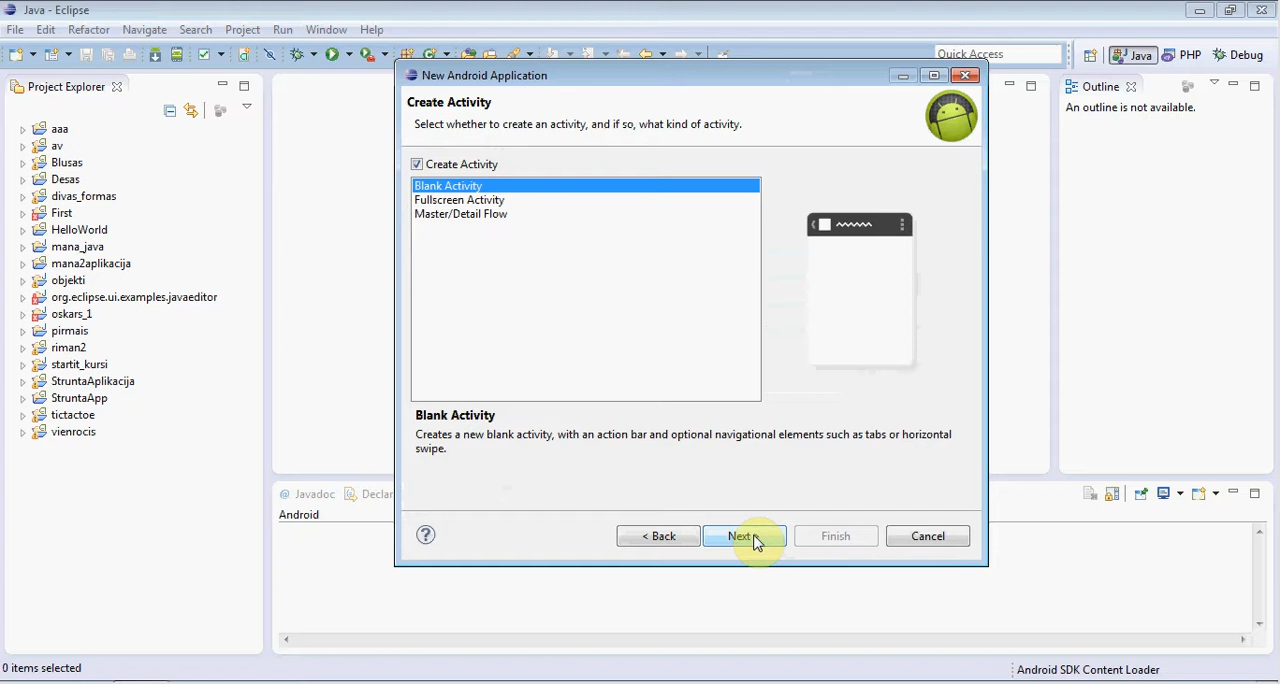 Java - Eclipse
File Edit Refactor Navigate Search Project Run Window Help
Quick Access
Java
PHP
Debug
Project Explorer
aaa
av
Blusas
Desas
divas_formas
First
HelloWorld
mana_java
mana2aplikacija
objekti
org.eclipse.ui.examples.javaeditor
oskars_1
pirmais
riman2
startit_kursi
StruntaAplikacija
StruntaApp
tictactoe
vienrocis
New Android Application
Create Activity
Select whether to create an activity, and if so, what kind of activity.
Create Activity
Blank Activity
Fullscreen Activity
Master/Detail Flow
Blank Activity
Creates a new blank activity, with an action bar and optional navigational elements such as tabs or horizontal
swipe.
? < Back Next Finish Cancel
Outline
An outline is not available.
@ Javadoc Declar
Android
0 items selected
Android SDK Content Loader